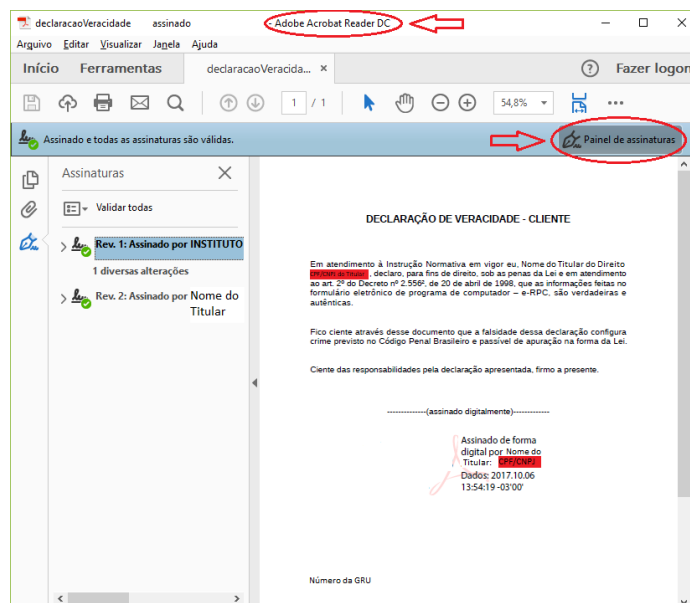 declaracaoVeracidade assinado - Adobe Acrobat Reader DC
Arquivo Editar Visualizar Janela Ajuda
Início Ferramentas declaracaoVeracida... × ? Fazer logon
1 / 1 54,8%
Assinado e todas as assinaturas são válidas. Painel de assinaturas
Assinaturas
Validar todas
Rev. 1: Assinado por INSTITUTO
1 diversas alterações
Rev. 2: Assinado por Nome do
Titular
DECLARAÇÃO DE VERACIDADE - CLIENTE
Em atendimento à Instrução Normativa em vigor eu, Nome do Titular do Direito
CPF/CNPJ do Titular, declaro, para fins de direito, sob as penas da Lei e em atendimento
ao art. 2º do Decreto nº 2.556², de 20 de abril de 1998, que as informações feitas no
formulário eletrônico de programa de computador – e-RPC, são verdadeiras e
autênticas.
Fico ciente através desse documento que a falsidade dessa declaração configura
crime previsto no Código Penal Brasileiro e passível de apuração na forma da Lei.
Ciente das responsabilidades pela declaração apresentada, firmo a presente.
--------------(assinado digitalmente)-------------
Assinado de forma
digital por Nome do
Titular: CPF/CNPJ
Dados: 2017.10.06
13:54:19 -03'00'
Número da GRU